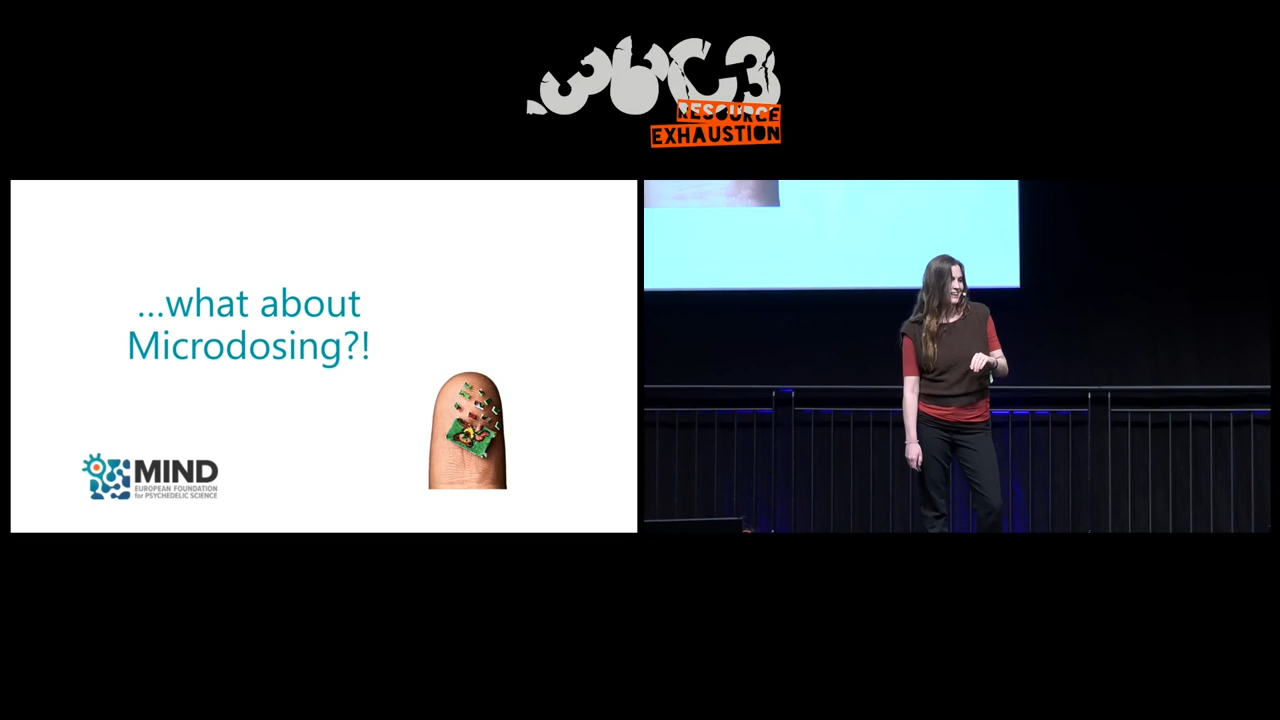 36C3
RESOURCE
EXHAUSTION
...what about
Microdosing?!
MIND
EUROPEAN FOUNDATION
for PSYCHEDELIC SCIENCE